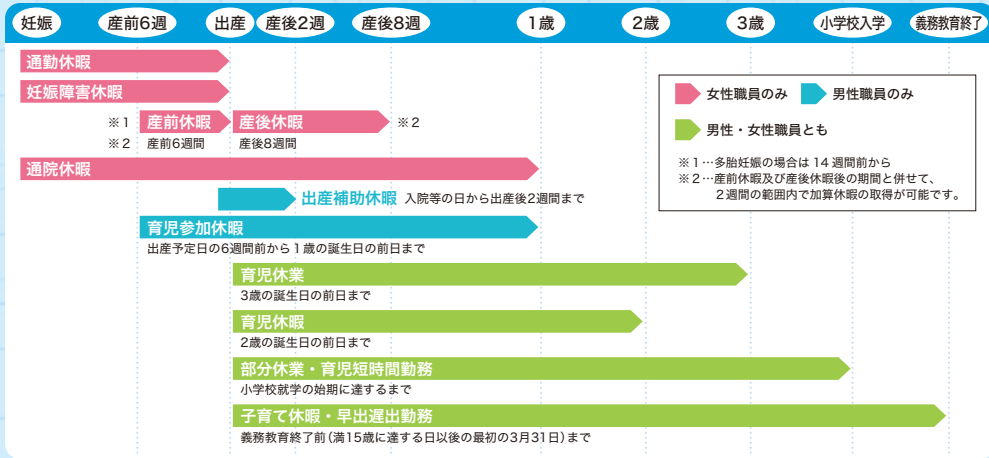 妊娠 産前6週 出産 産後2週 産後8週 1歳 2歳 3歳 小学校入学 義務教育終了
通勤休暇
妊娠障害休暇
※1 産前休暇 産後休暇 ※2
※2 産前6週間 産後8週間
通院休暇
出産補助休暇 入院等の日から出産後2週間まで
育児参加休暇
出産予定日の6週間前から1歳の誕生日の前日まで
育児休業
3歳の誕生日の前日まで
育児休暇
2歳の誕生日の前日まで
部分休業・育児短時間勤務
小学校就学の始期に達するまで
子育て休暇・早出遅出勤務
義務教育終了前(満15歳に達する日以後の最初の3月31日)まで
女性職員のみ 男性職員のみ
男性・女性職員とも
※1…多胎妊娠の場合は14週間前から
※2…産前休暇及び産後休暇後の期間と併せて、
2週間の範囲内で加算休暇の取得が可能です。